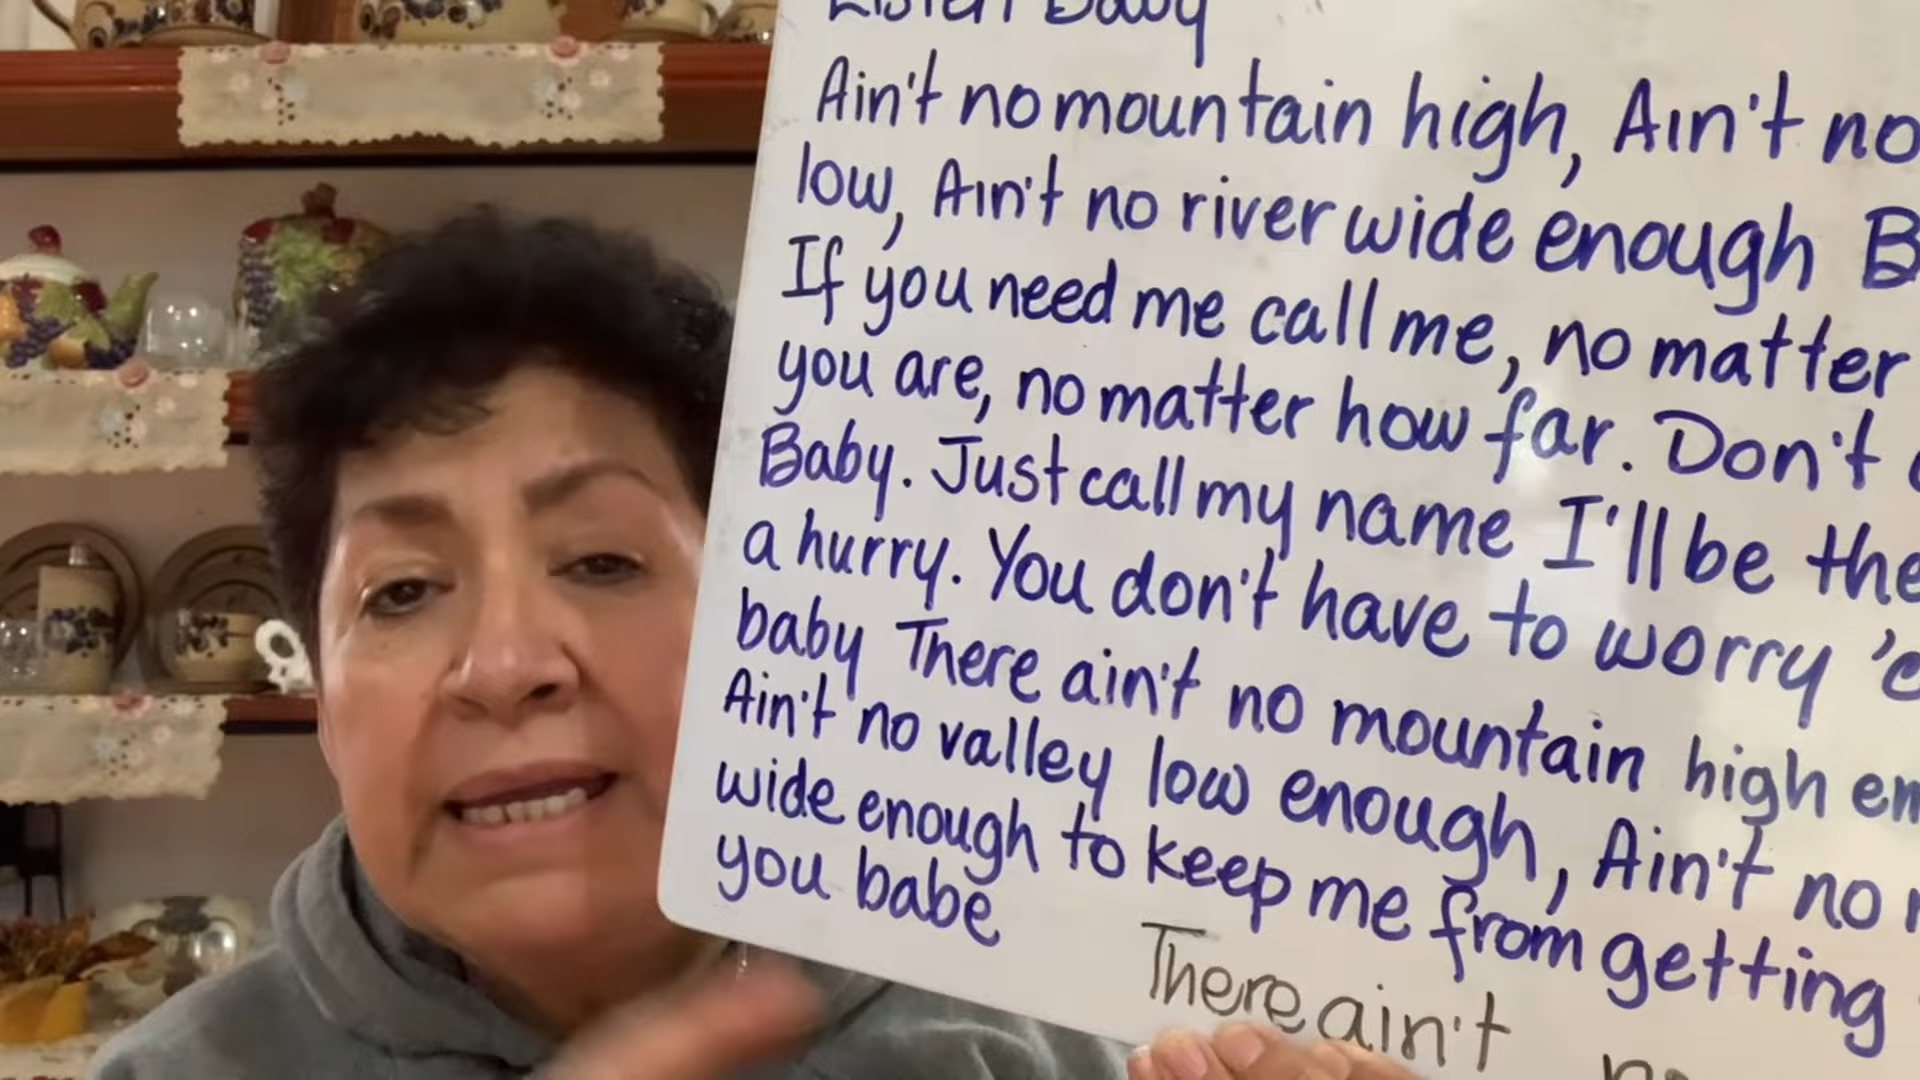 Listen Baby
Ain't no mountain high, Ain't no
low, Ain't no river wide enough
If you need me call me, no matter
you are, no matter how far. Don't
Baby. Just call my name I'll be the
a hurry. You don't have to worry
baby There ain't no mountain high en
Ain't no valley low enough, Ain't no
wide enough to keep me from getting
you babe
There ain't